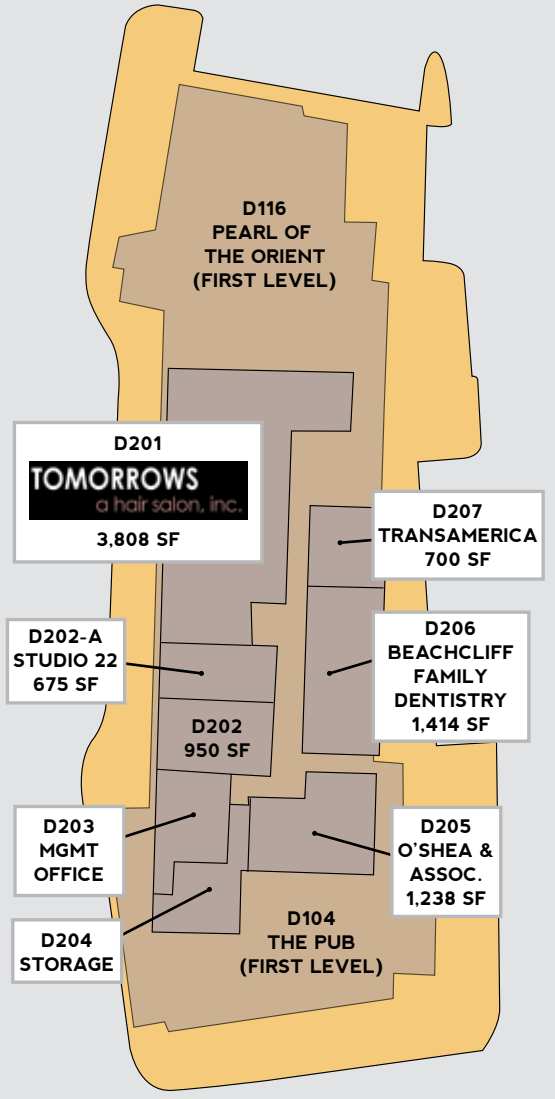 D116
PEARL OF
THE ORIENT
(FIRST LEVEL)
D201
TOMORROWS
a hair salon, inc.
3,808 SF
D207
TRANSAMERICA
700 SF
D202-A
STUDIO 22
675 SF
D206
BEACHCLIFF
FAMILY
DENTISTRY
1,414 SF
D202
950 SF
D203
MGMT
OFFICE
D205
O'SHEA &
ASSOC.
1,238 SF
D204
STORAGE
D104
THE PUB
(FIRST LEVEL)